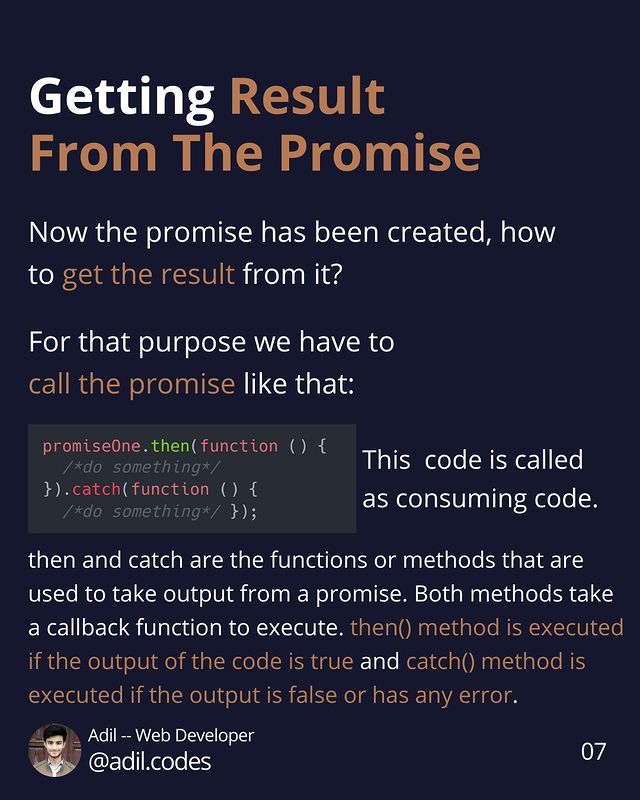 Getting Result
From The Promise
Now the promise has been created, how
to get the result from it?
For that purpose we have to
call the promise like that:
promiseOne.then(function () {
/*do something*/
}).catch(function () {
/*do something*/ });
This  code is called
as consuming code.
then and catch are the functions or methods that are
used to take output from a promise. Both methods take
a callback function to execute. then() method is executed
if the output of the code is true and catch() method is
executed if the output is false or has any error.
Adil -- Web Developer
@adil.codes
07